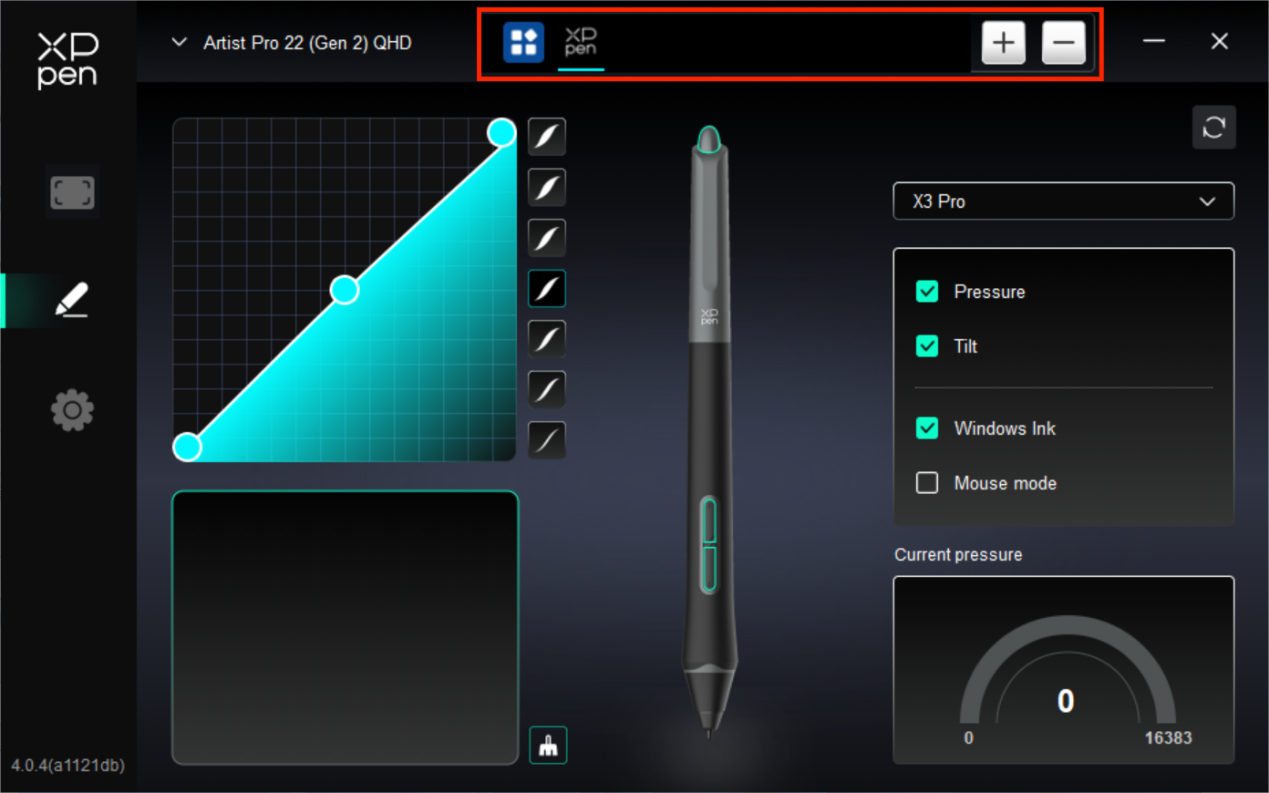 XP
pen
Artist Pro 22 (Gen 2) QHD
XP
pen
X3 Pro
Pressure
Tilt
Windows Ink
Mouse mode
XP
pen
Current pressure
0
0
16383
4.0.4(a1121db)